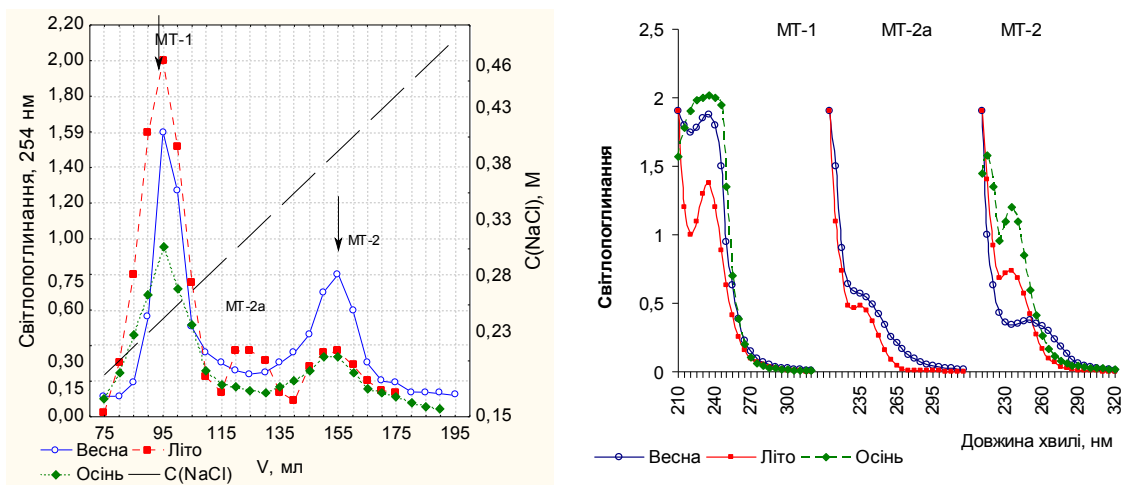 МТ-1
МТ-2а
МТ-2
2,20
2,00
1,80
1,59
1,40
1,20
1,00
0,75
0,60
0,30
0,15
0,00
Світлопоглинання, 254 нм
75
95
115
135
155
175
195
V, мл
0,46
0,43
0,38
0,33
0,28
0,23
0,20
0,15
C(NaCl), М
Весна
Літо
Осінь
C(NaCl)
МТ-1
МТ-2а
МТ-2
2,5
2
1,5
1
0,5
0
Світлопоглинання
210
240
270
300
235
265
295
230
260
290
320
Довжина хвилі, нм
Весна
Літо
Осінь